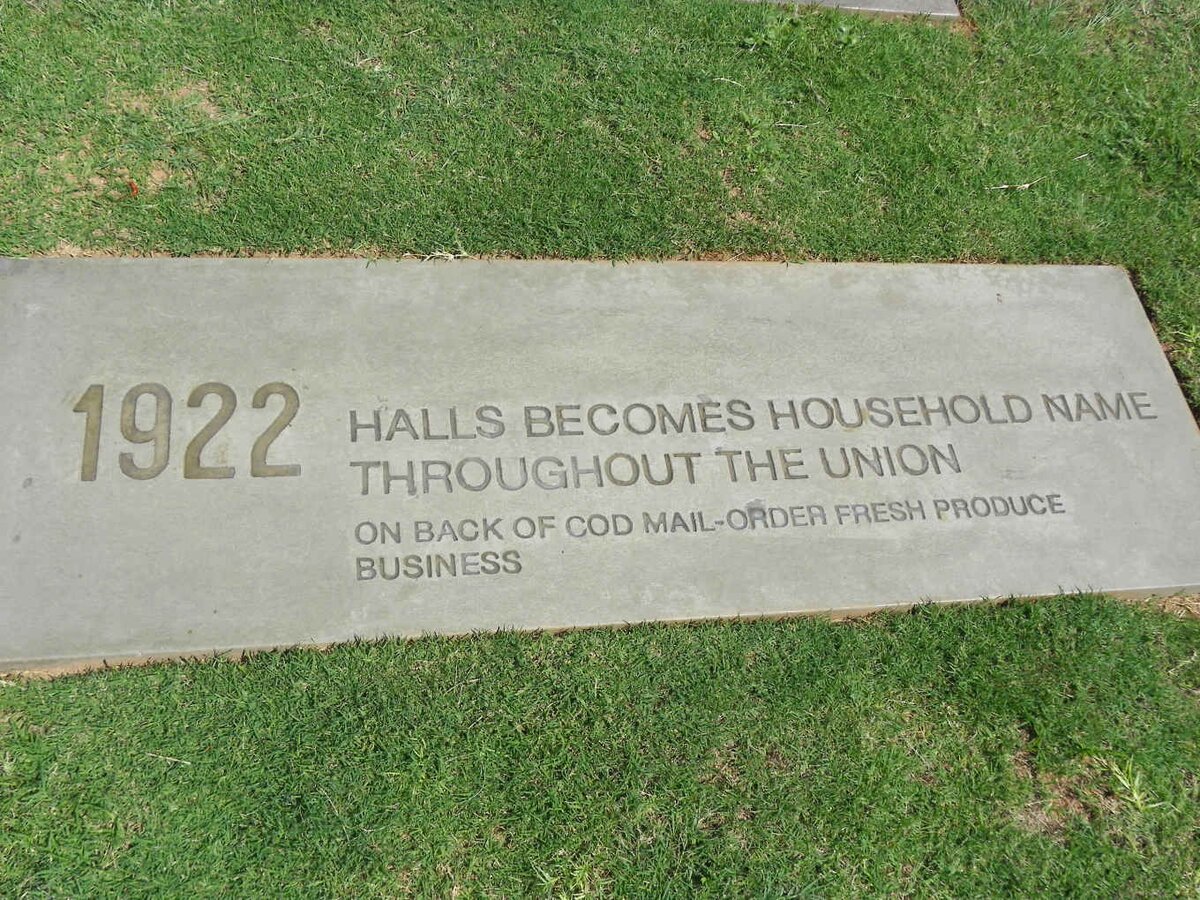 1922
HALLS BECOMES HOUSEHOLD NAME
THROUGHOUT THE UNION
ON BACK OF COD MAIL-ORDER FRESH PRODUCE
BUSINESS